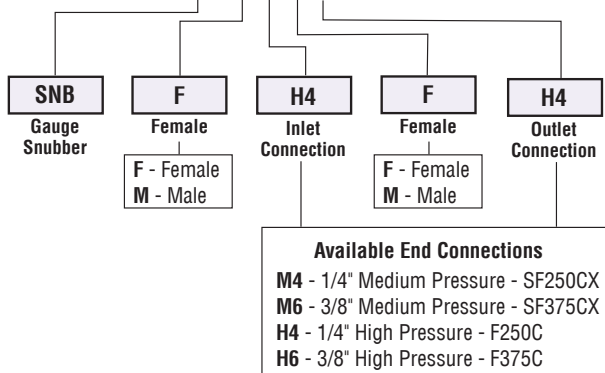 SNB F H4 F H4
Gauge Snubber
Female
Inlet Connection
Female
Outlet Connection
F - Female
M - Male
F - Female
M - Male
Available End Connections
M4 - 1/4" Medium Pressure - SF250CX
M6 - 3/8" Medium Pressure - SF375CX
H4 - 1/4" High Pressure - F250C
H6 - 3/8" High Pressure - F375C